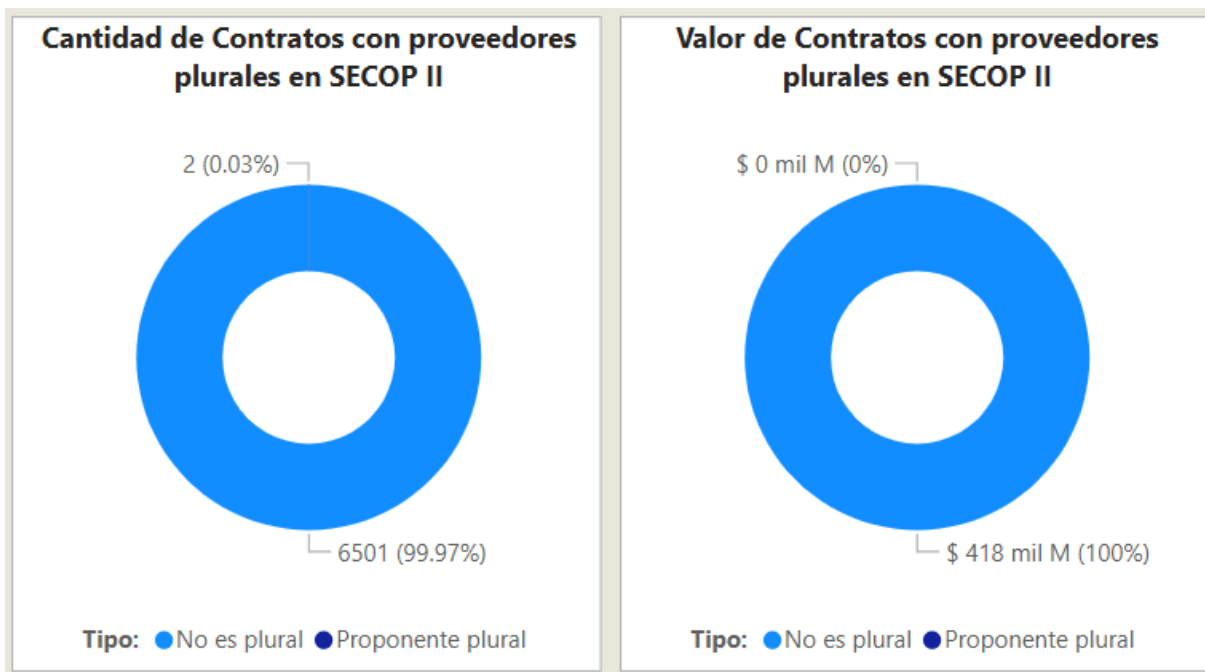 Cantidad de Contratos con proveedores
plurales en SECOP II
2 (0.03%)
6501 (99.97%)
Tipo: No es plural Proponente plural
Valor de Contratos con proveedores
plurales en SECOP II
$ 0 mil M (0%)
$ 418 mil M (100%)
Tipo: No es plural Proponente plural